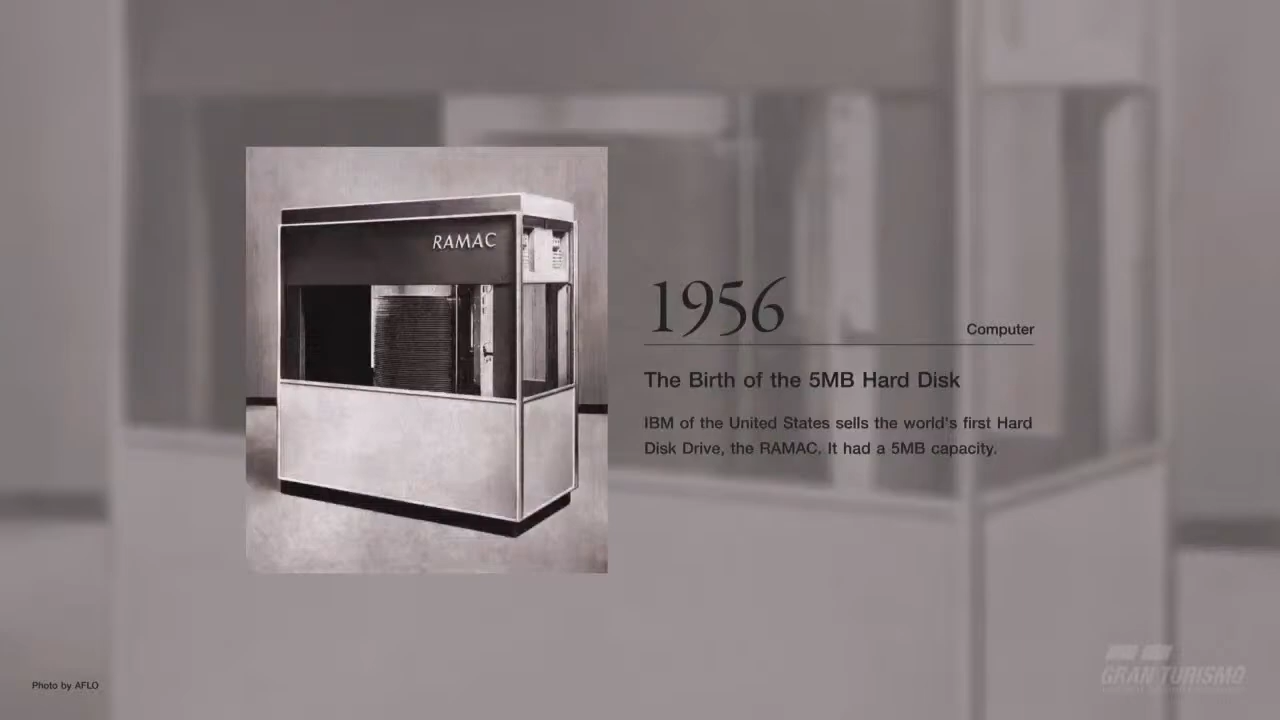 RAMAC
1956
Computer
The Birth of the 5MB Hard Disk
IBM of the United States sells the world's first Hard
Disk Drive, the RAMAC. It had a 5MB capacity.
Photo by AFLO
GRAN TURISMO